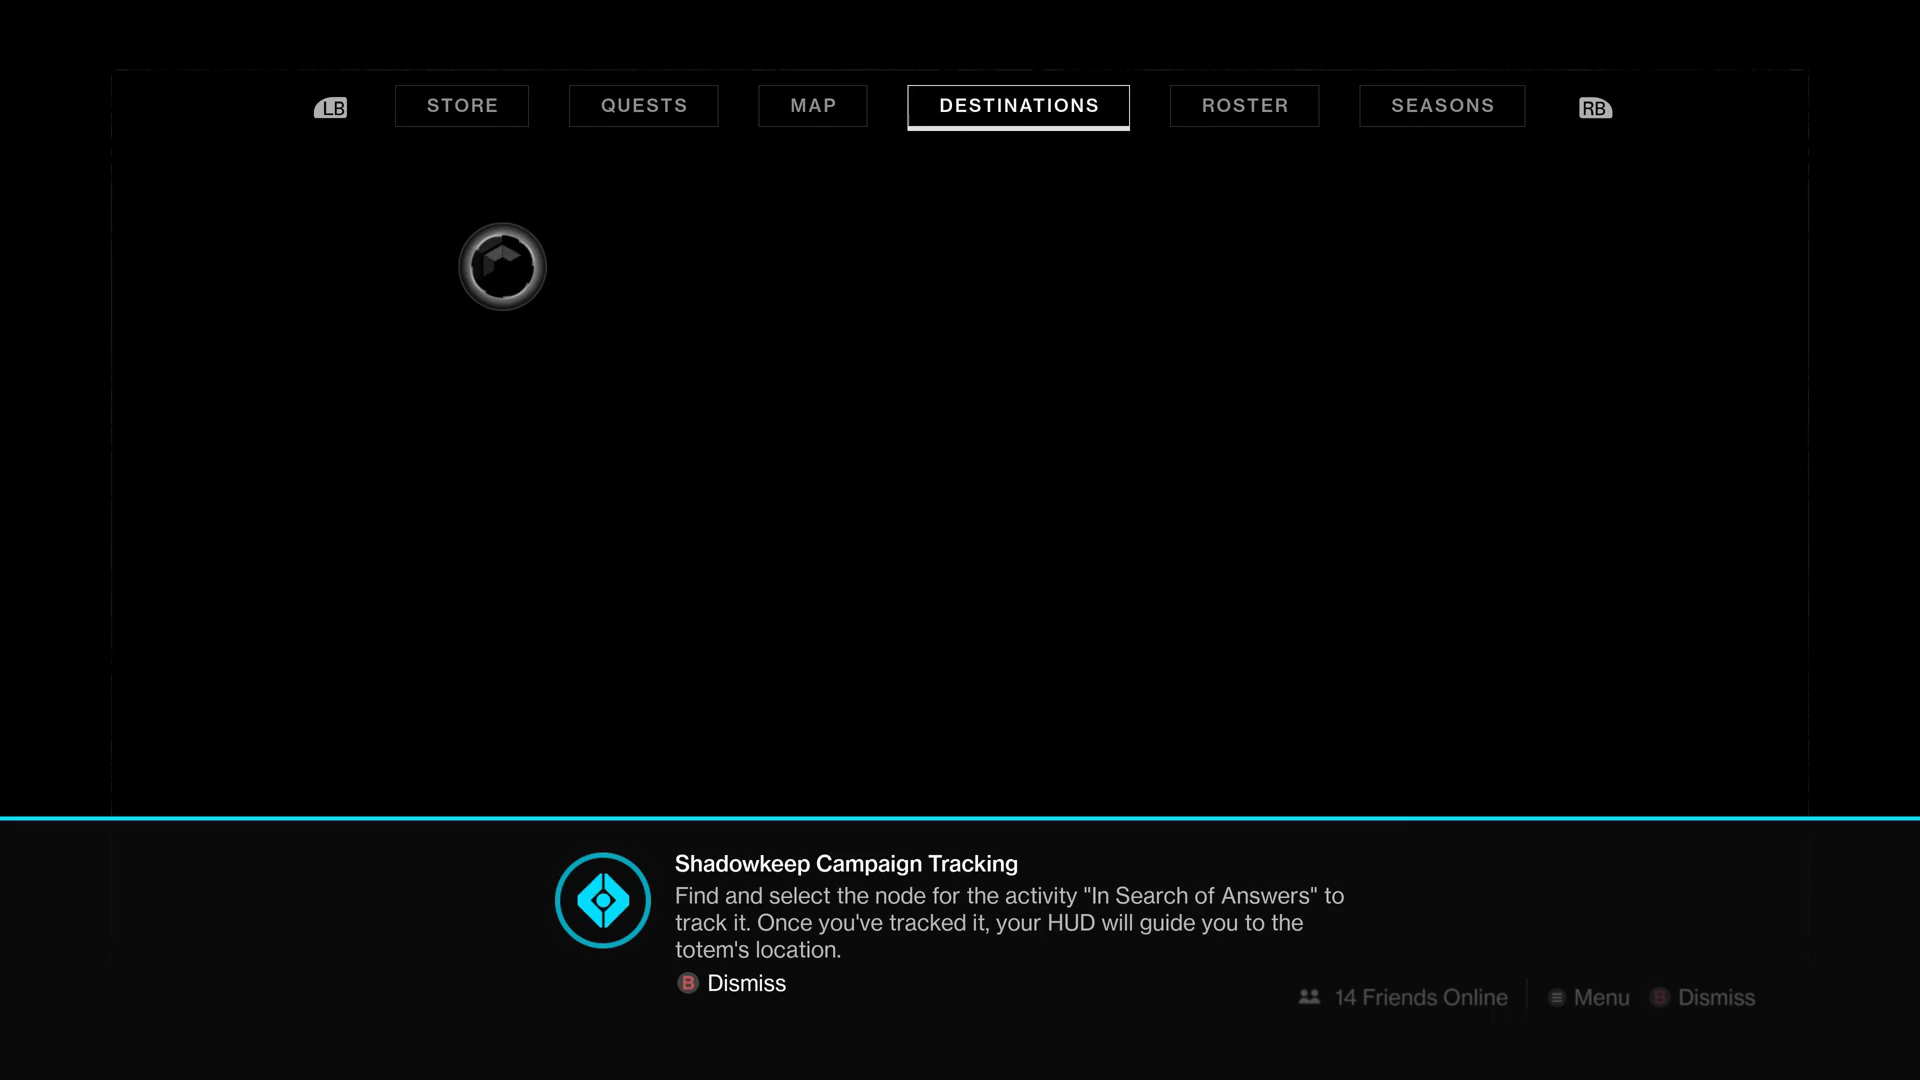 LB STORE QUESTS MAP DESTINATIONS ROSTER SEASONS RB
Shadowkeep Campaign Tracking
Find and select the node for the activity "In Search of Answers" to
track it. Once you've tracked it, your HUD will guide you to the
totem's location.
B Dismiss
14 Friends Online Menu B Dismiss